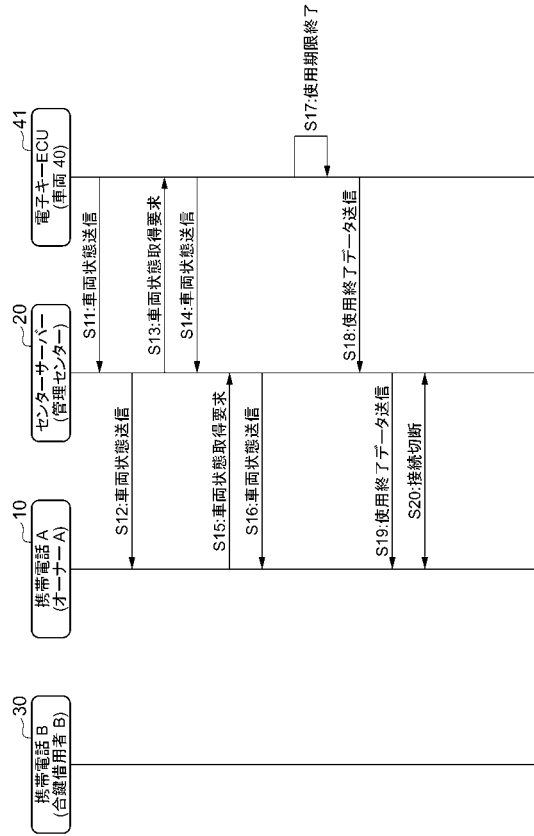 30
携帯電話 B
(合鍵借用者 B)
10
携帯電話 A
(オーナー A)
20
センターサーバー
(管理センター)
41
電子キーECU
(車両 40)
S11:車両状態送信
S12:車両状態送信
S13:車両状態取得要求
S14:車両状態送信
S15:車両状態取得要求
S16:車両状態送信
S17:使用期限終了
S18:使用終了データ送信
S19:使用終了データ送信
S20:接続切断